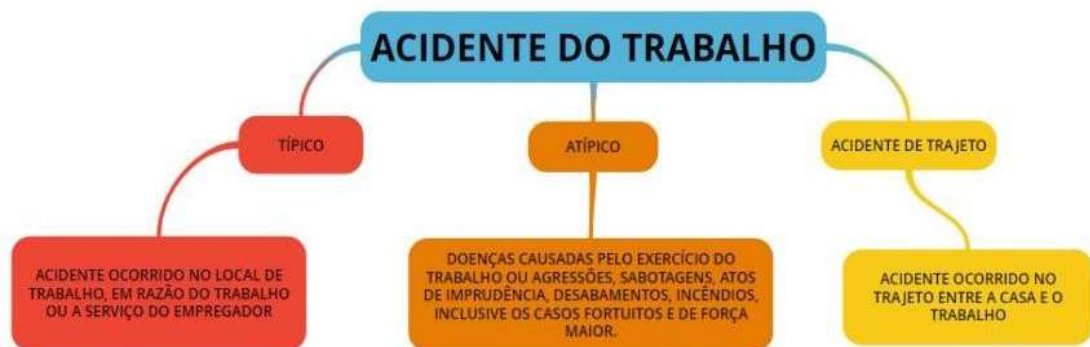 ACIDENTE DO TRABALHO
TÍPICO
ATÍPICO
ACIDENTE DE TRAJETO
ACIDENTE OCORRIDO NO LOCAL DE
TRABALHO, EM RAZÃO DO TRABALHO
OU A SERVIÇO DO EMPREGADOR
DOENÇAS CAUSADAS PELO EXERCÍCIO DO
TRABALHO OU AGRESSÕES, SABOTAGENS, ATOS
DE IMPRUDÊNCIA, DESABAMENTOS, INCÊNDIOS,
INCLUSIVE OS CASOS FORTUITOS E DE FORÇA
MAIOR.
ACIDENTE OCORRIDO NO
TRAJETO ENTRE A CASA E O
TRABALHO